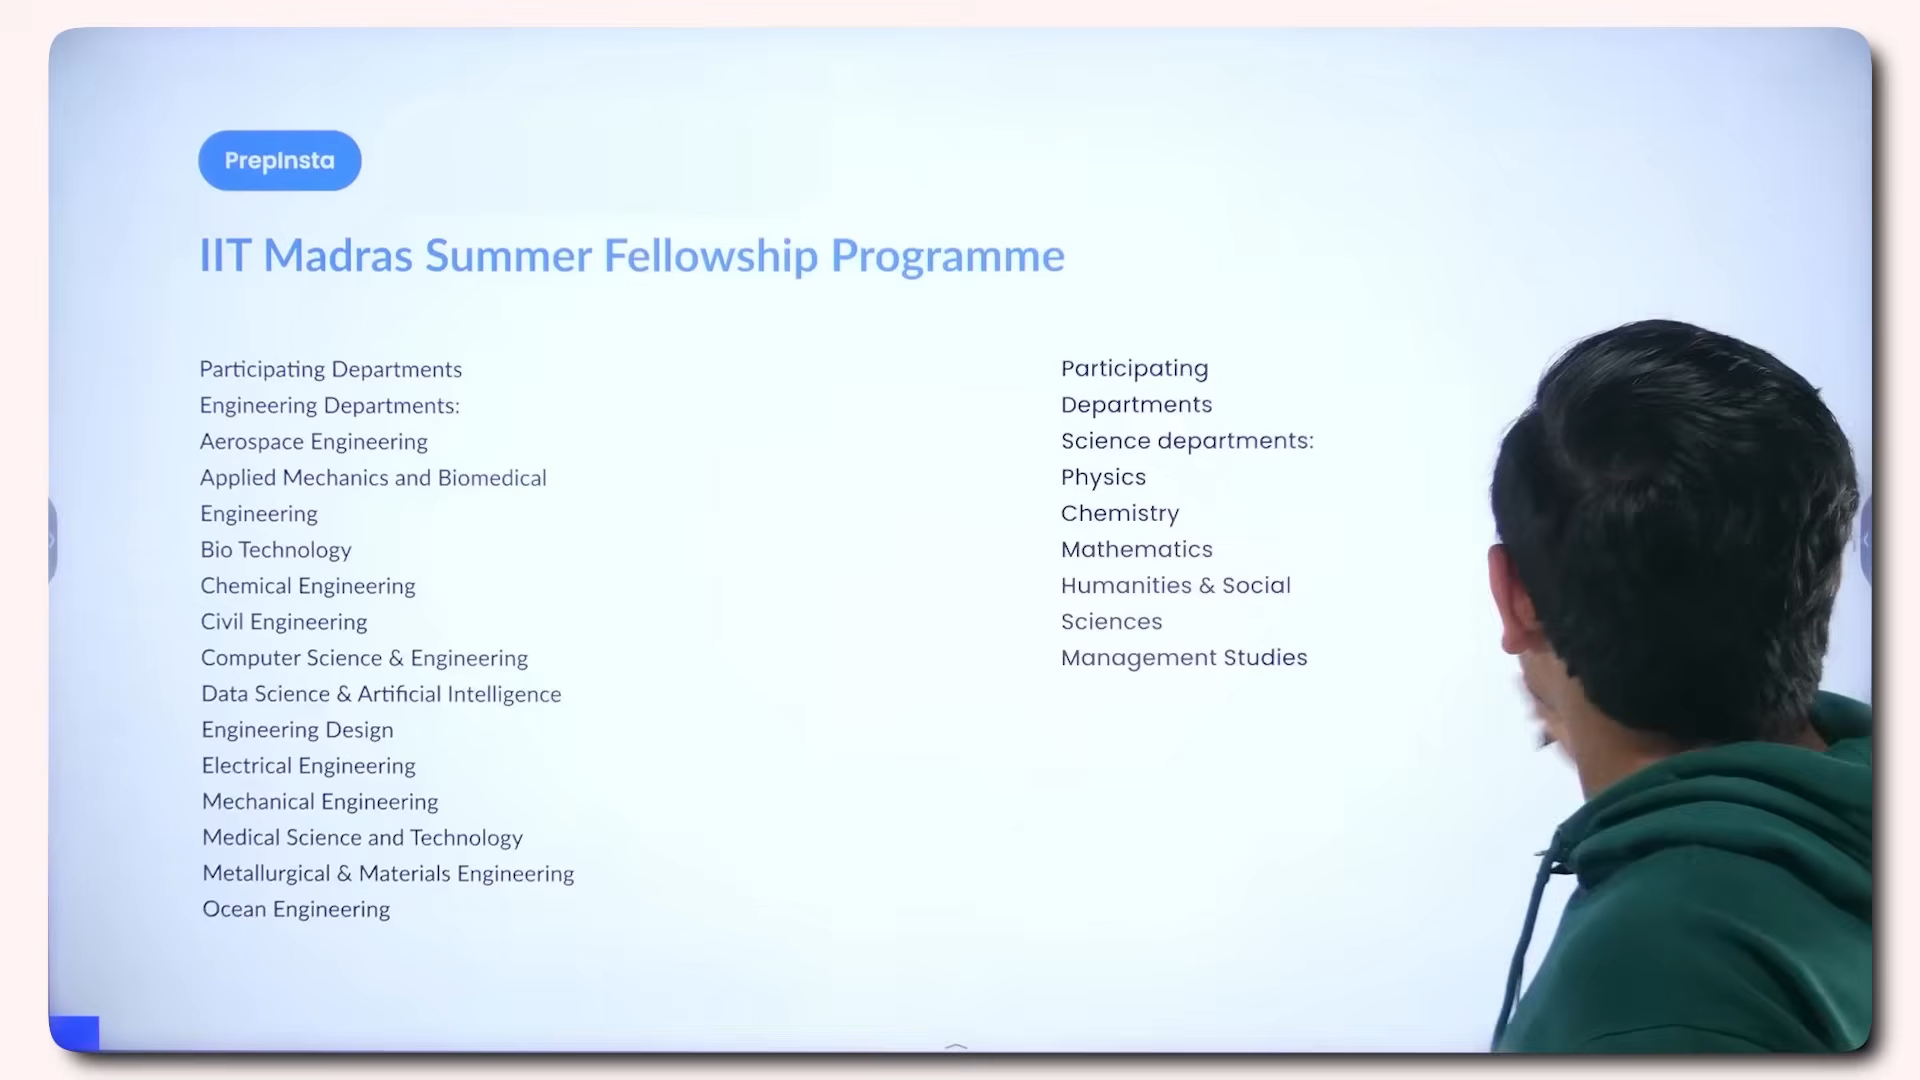 PrepInsta
IIT Madras Summer Fellowship Programme
Participating Departments
Engineering Departments:
Aerospace Engineering
Applied Mechanics and Biomedical
Engineering
Bio Technology
Chemical Engineering
Civil Engineering
Computer Science & Engineering
Data Science & Artificial Intelligence
Engineering Design
Electrical Engineering
Mechanical Engineering
Medical Science and Technology
Metallurgical & Materials Engineering
Ocean Engineering
Participating
Departments
Science departments:
Physics
Chemistry
Mathematics
Humanities & Social
Sciences
Management Studies